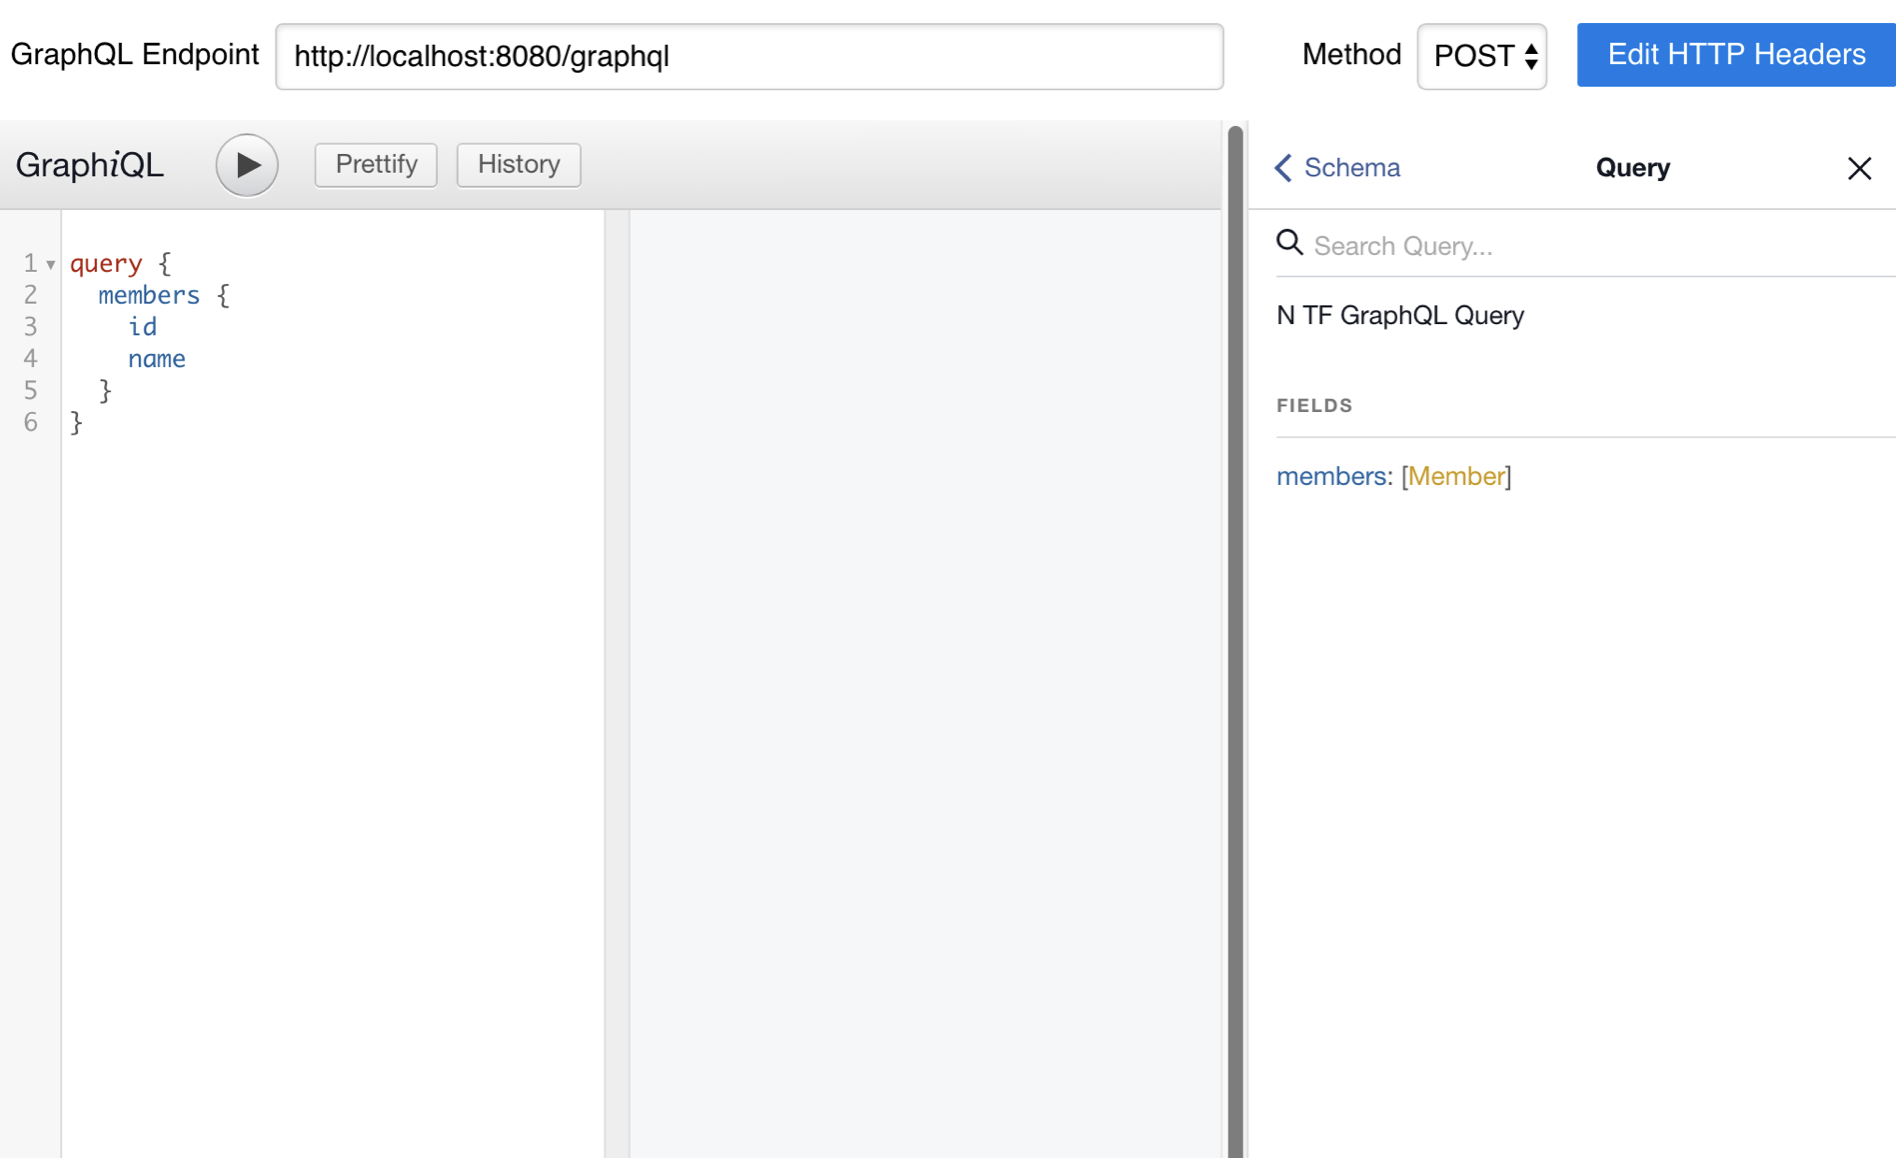 GraphQL Endpoint http://localhost:8080/graphql Method POST Edit HTTP Headers
GraphiQL Prettify History
1 query {
2 members {
3 id
4 name
5 }
6 }
Schema Query
Search Query...
N TF GraphQL Query
FIELDS
members: [Member]